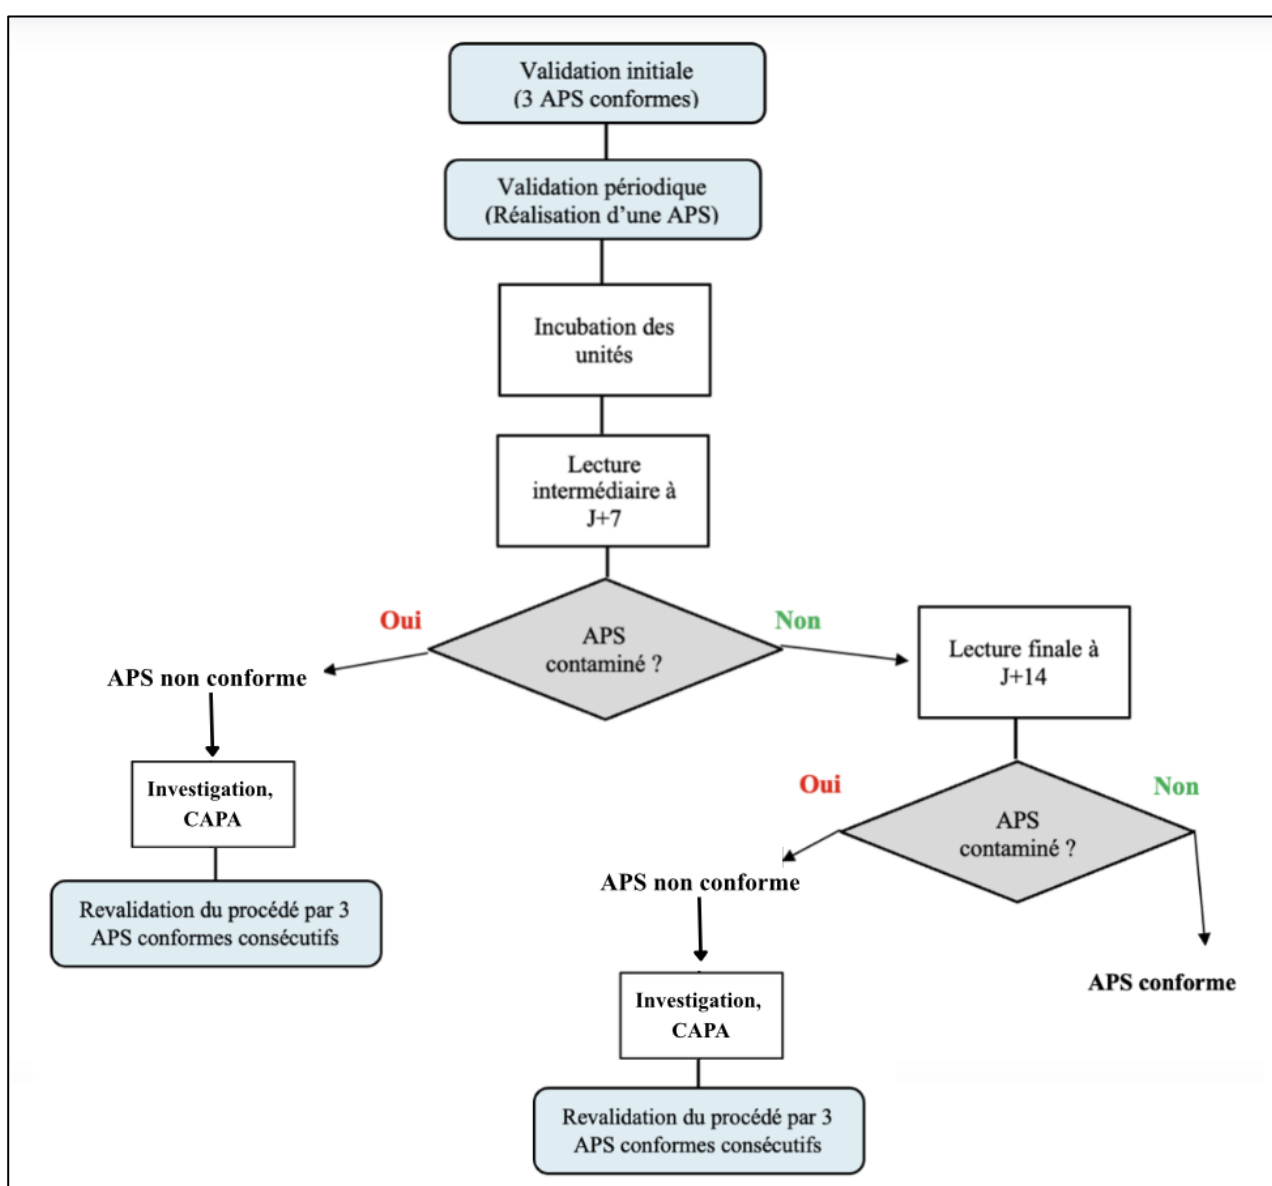 Validation initiale
(3 APS conformes)
Validation périodique
(Réalisation d’une APS)
Incubation des
unités
Lecture
intermédiaire à
J+7
Oui
APS
contaminé ?
Non
Lecture finale à
J+14
APS non conforme
Investigation,
CAPA
Revalidation du procédé par 3
APS conformes consécutifs
Oui
APS
contaminé ?
Non
APS non conforme
Investigation,
CAPA
Revalidation du procédé par 3
APS conformes consécutifs
APS conforme